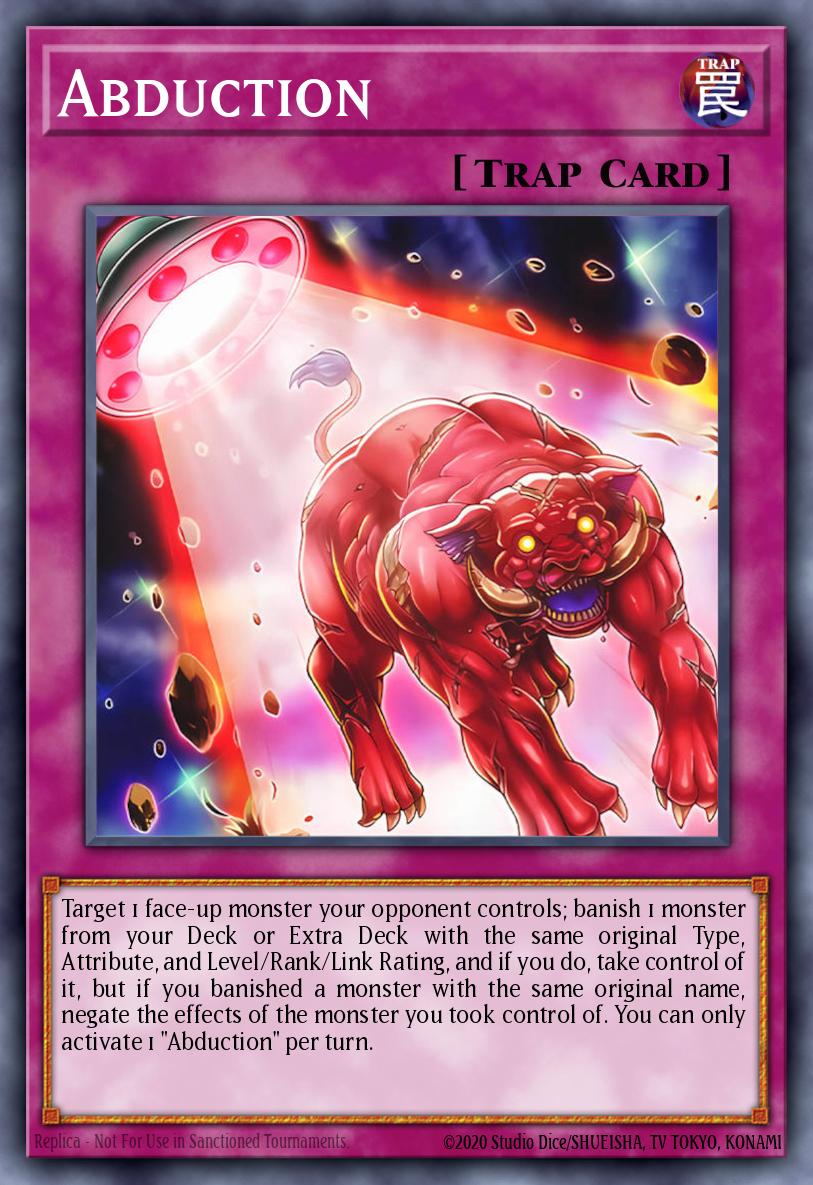 Abduction
TRAP
罠
[Trap Card]
Target 1 face-up monster your opponent controls; banish 1 monster
from your Deck or Extra Deck with the same original Type,
Attribute, and Level/Rank/Link Rating, and if you do, take control of
it, but if you banished a monster with the same original name,
negate the effects of the monster you took control of. You can only
activate 1 "Abduction" per turn.
Replica - Not For Use in Sanctioned Tournaments.
©2020 Studio Dice/SHUEISHA, TV TOKYO, KONAMI